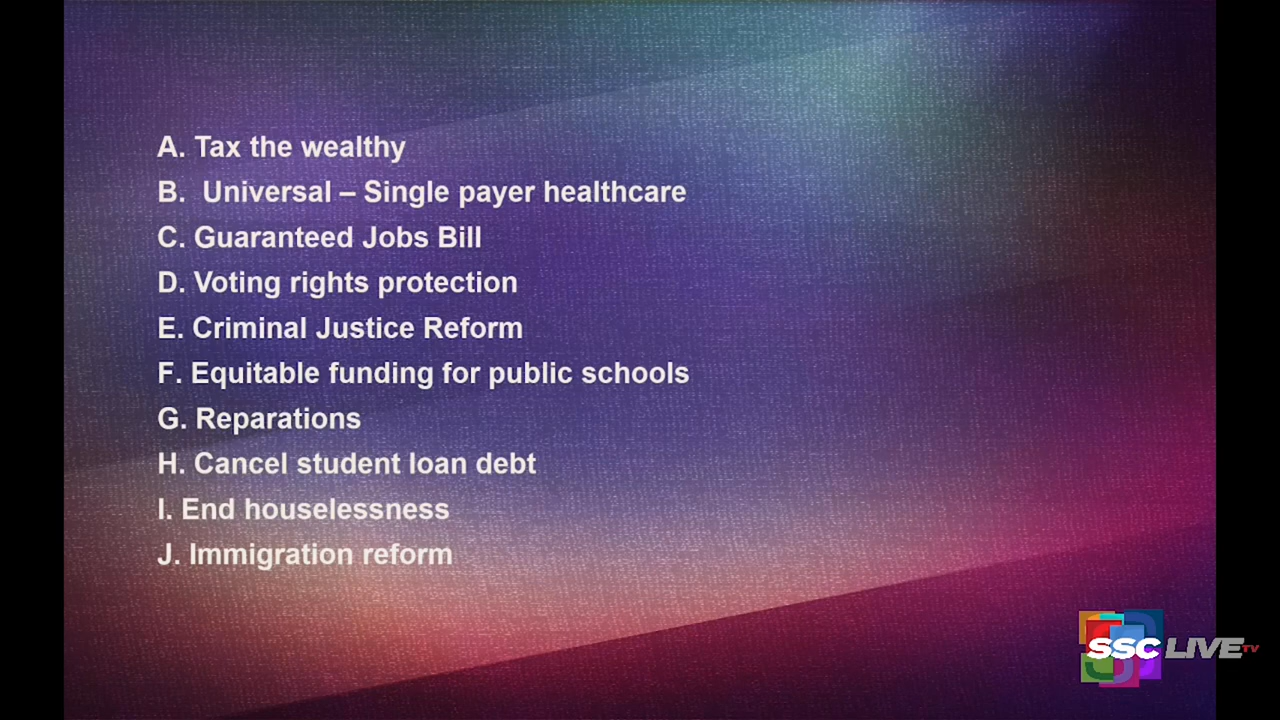 A. Tax the wealthy
B. Universal – Single payer healthcare
C. Guaranteed Jobs Bill
D. Voting rights protection
E. Criminal Justice Reform
F. Equitable funding for public schools
G. Reparations
H. Cancel student loan debt
I. End houselessness
J. Immigration reform
SSC LIVE TV